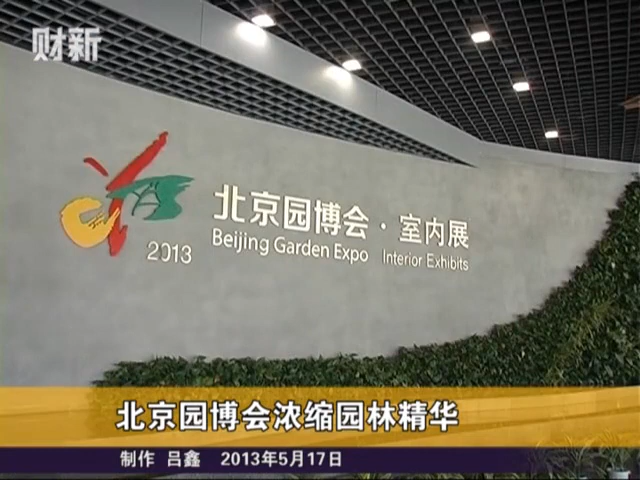 财新
北京园博会·室内展
Beijing Garden Expo Interior Exhibits
2013
北京园博会浓缩园林精华
制作 吕鑫 2013年5月17日